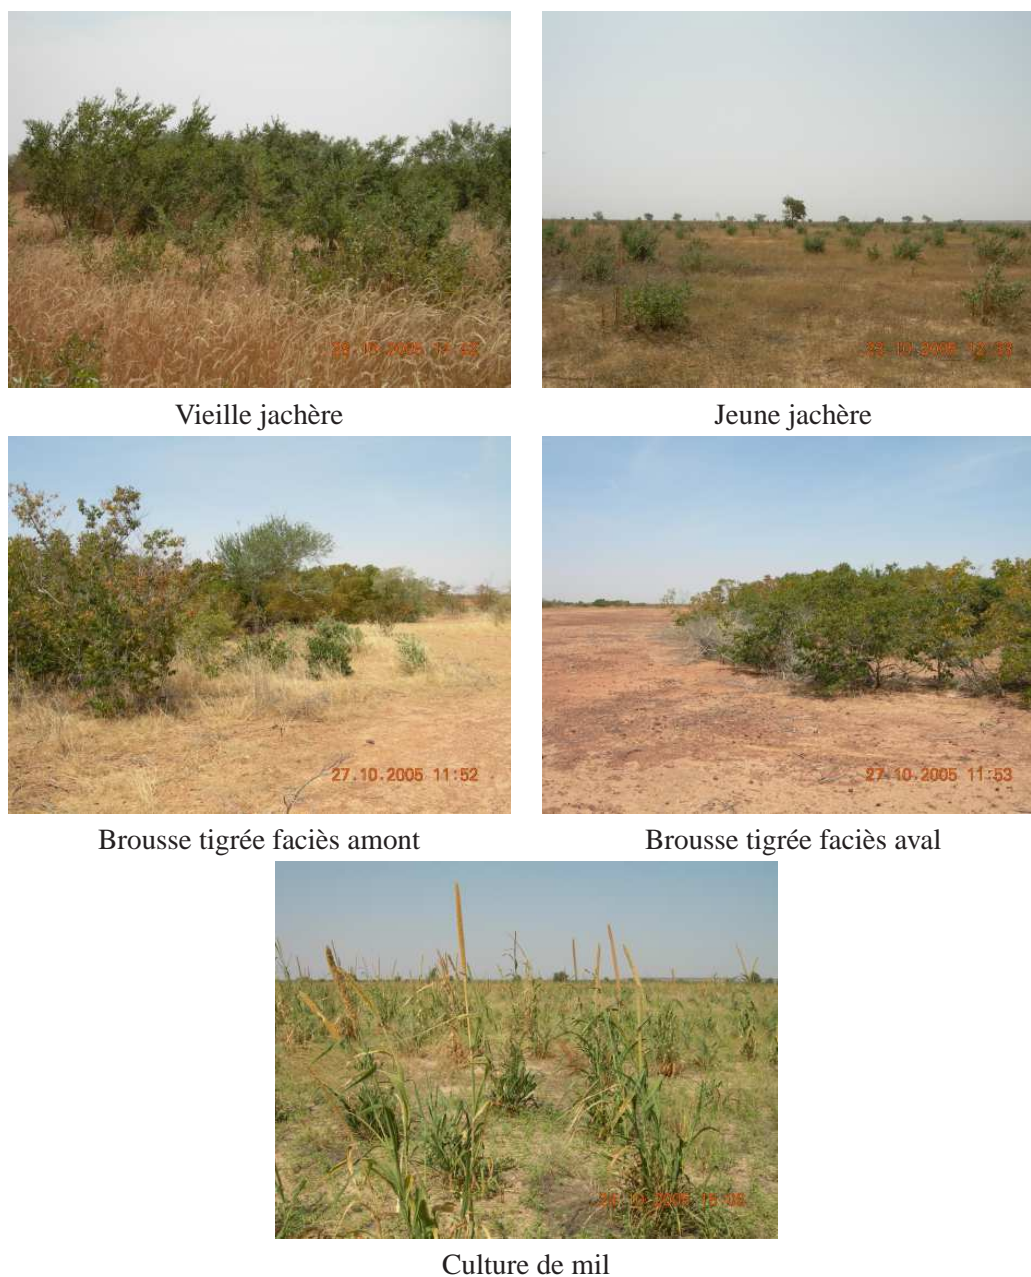 Vieille jachère
Jeune jachère
27.10.2005 11:52
27.10.2005 11:53
Brousse tigrée faciès amont
Brousse tigrée faciès aval
Culture de mil